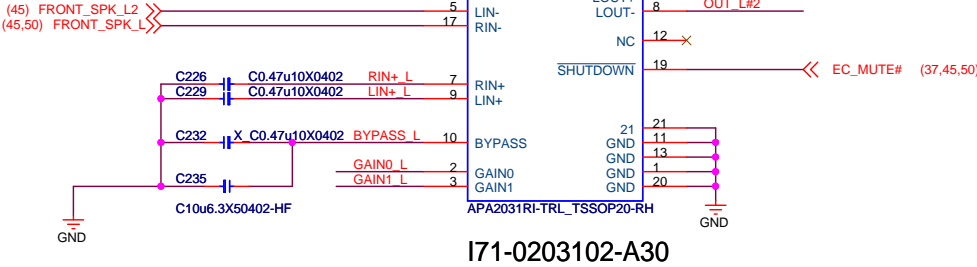 (45) FRONT_SPK_L2 5 LIN- LOUT- 8 OUT_L#2
(45,50) FRONT_SPK_L 17 RIN-
NC 12
SHUTDOWN 19 EC_MUTE# (37,45,50)
C226 C0.47u10X0402 RIN+_L 7 RIN+
C229 C0.47u10X0402 LIN+_L 9 LIN+
21 21
C232 X_C0.47u10X0402 BYPASS_L 10 BYPASS GND 11
GND 13
GAIN0_L 2 GAIN0 GND 1
C235 GAIN1_L 3 GAIN1 GND 20
C10u6.3X50402-HF APA2031RI-TRL_TSSOP20-RH
GND GND
I71-0203102-A30